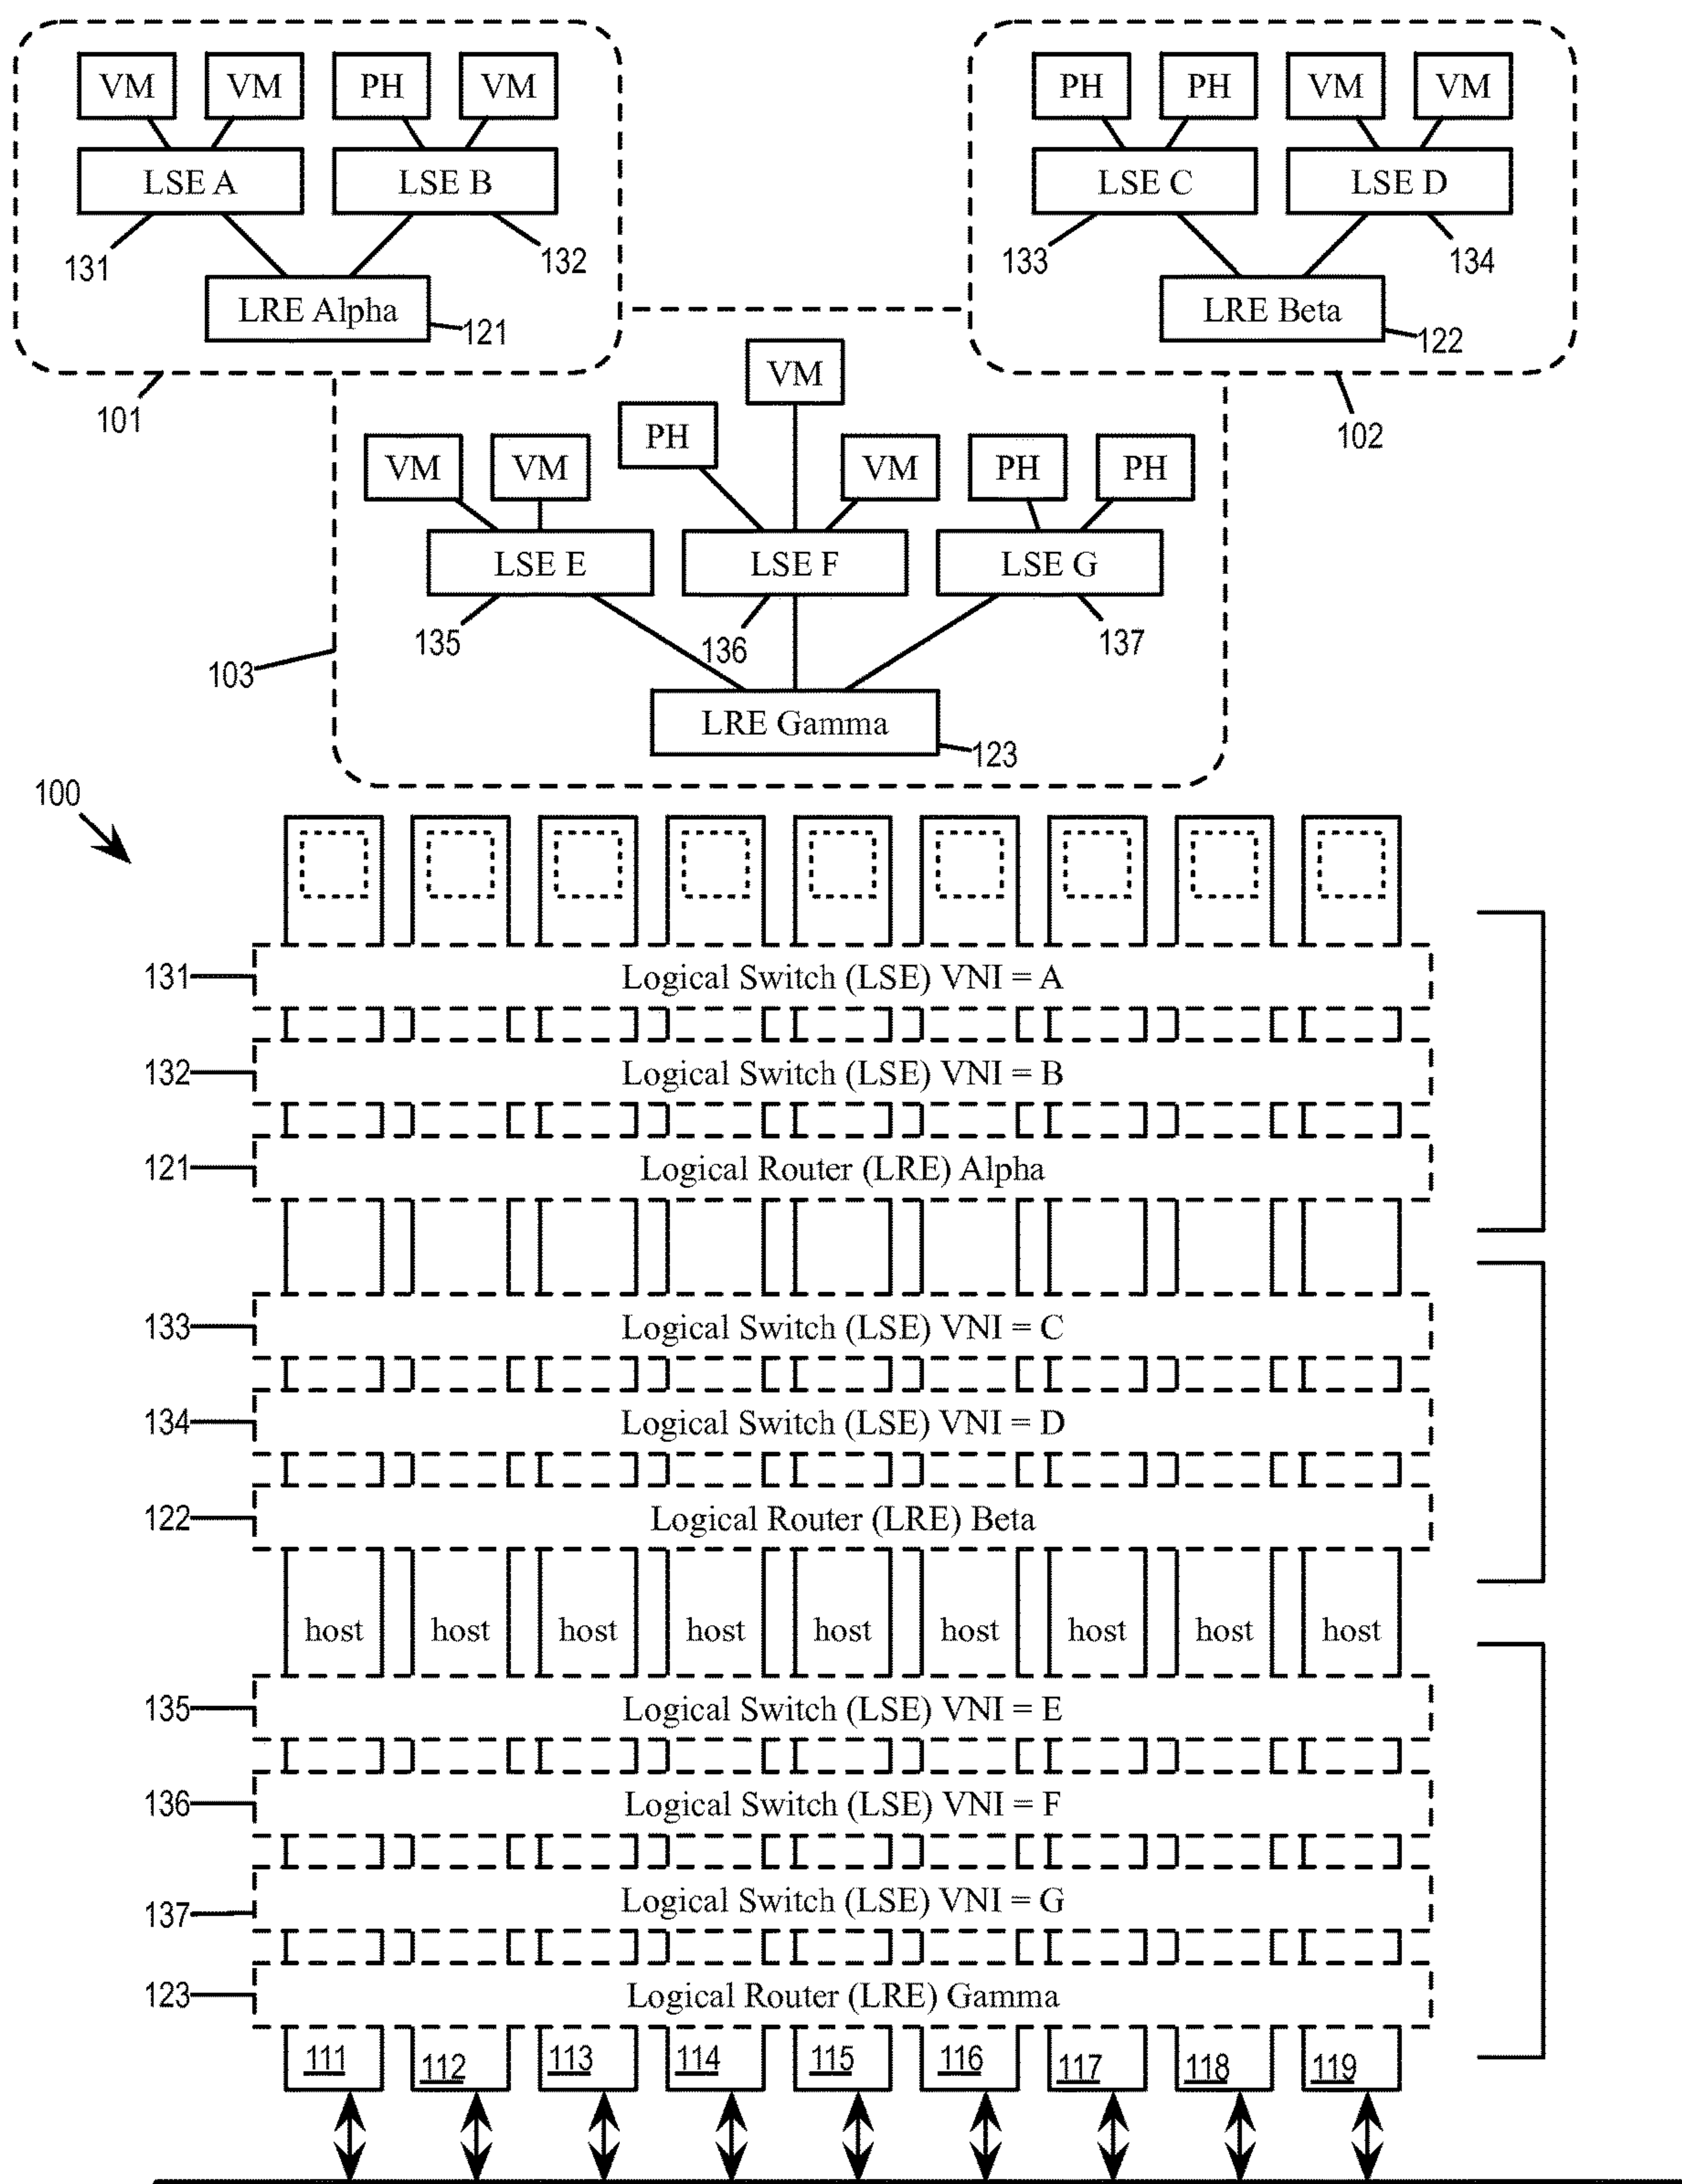 VM VM PH VM PH PH VM VM
LSE A LSE B LSE C LSE D
131 132 133 134
LRE Alpha 121 LRE Beta 122
101 102
VM
PH
VM VM VM PH PH
LSE E LSE F LSE G
135 136 137
103
LRE Gamma 123
100
131 Logical Switch (LSE) VNI = A
132 Logical Switch (LSE) VNI = B
121 Logical Router (LRE) Alpha
133 Logical Switch (LSE) VNI = C
134 Logical Switch (LSE) VNI = D
122 Logical Router (LRE) Beta
host host host host host host host host host
135 Logical Switch (LSE) VNI = E
136 Logical Switch (LSE) VNI = F
137 Logical Switch (LSE) VNI = G
123 Logical Router (LRE) Gamma
111 112 113 114 115 116 117 118 119